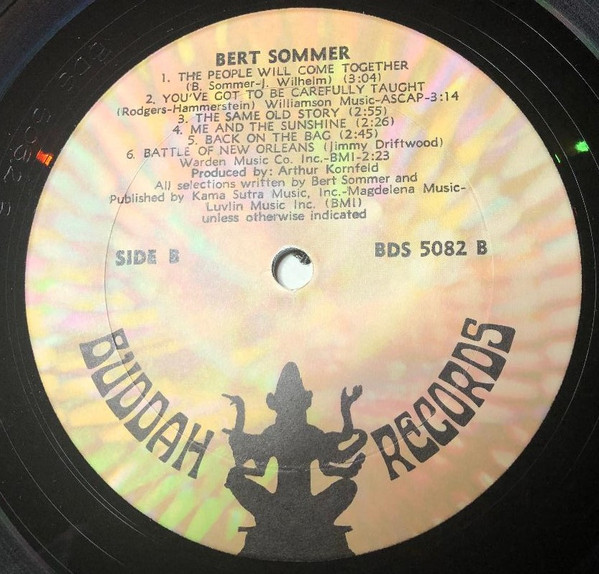 BERT SOMMER
1. THE PEOPLE WILL COME TOGETHER
(B. Sommer-J. Wilhelm) (3:04)
2. YOU'VE GOT TO BE CAREFULLY TAUGHT
(Rodgers-Hammerstein) Williamson Music-ASCAP-3:14
3. THE SAME OLD STORY (2:55)
4. ME AND THE SUNSHINE (2:26)
5. BACK ON THE BAG (2:45)
6. BATTLE OF NEW ORLEANS (Jimmy Driftwood)
Warden Music Co. Inc.-BMI-2:23
Produced by: Arthur Kornfeld
All selections written by Bert Sommer and
Published by Kama Sutra Music, Inc.-Magdelena Music-
Luvlin Music Inc. (BMI)
unless otherwise indicated
SIDE B
BDS 5082 B
BUDDAH RECORDS